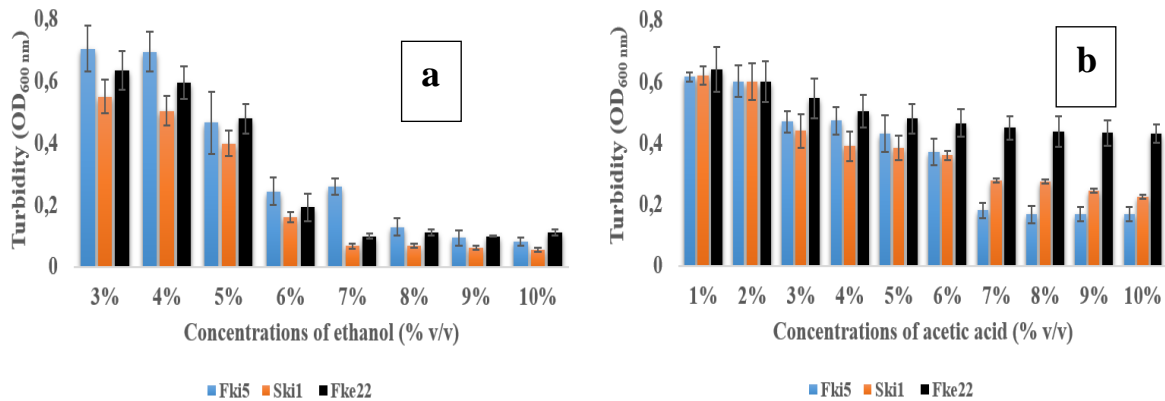 0,8
0,6
0,4
0,2
0
Turbidity (OD600 nm)
a
3% 4% 5% 6% 7% 8% 9% 10%
Concentrations of ethanol (% v/v)
Fki5 Ski1 Fke22
0,8
0,6
0,4
0,2
0
Turbidity (OD600 nm)
b
1% 2% 3% 4% 5% 6% 7% 8% 9% 10%
Concentrations of acetic acid (% v/v)
Fki5 Ski1 Fke22